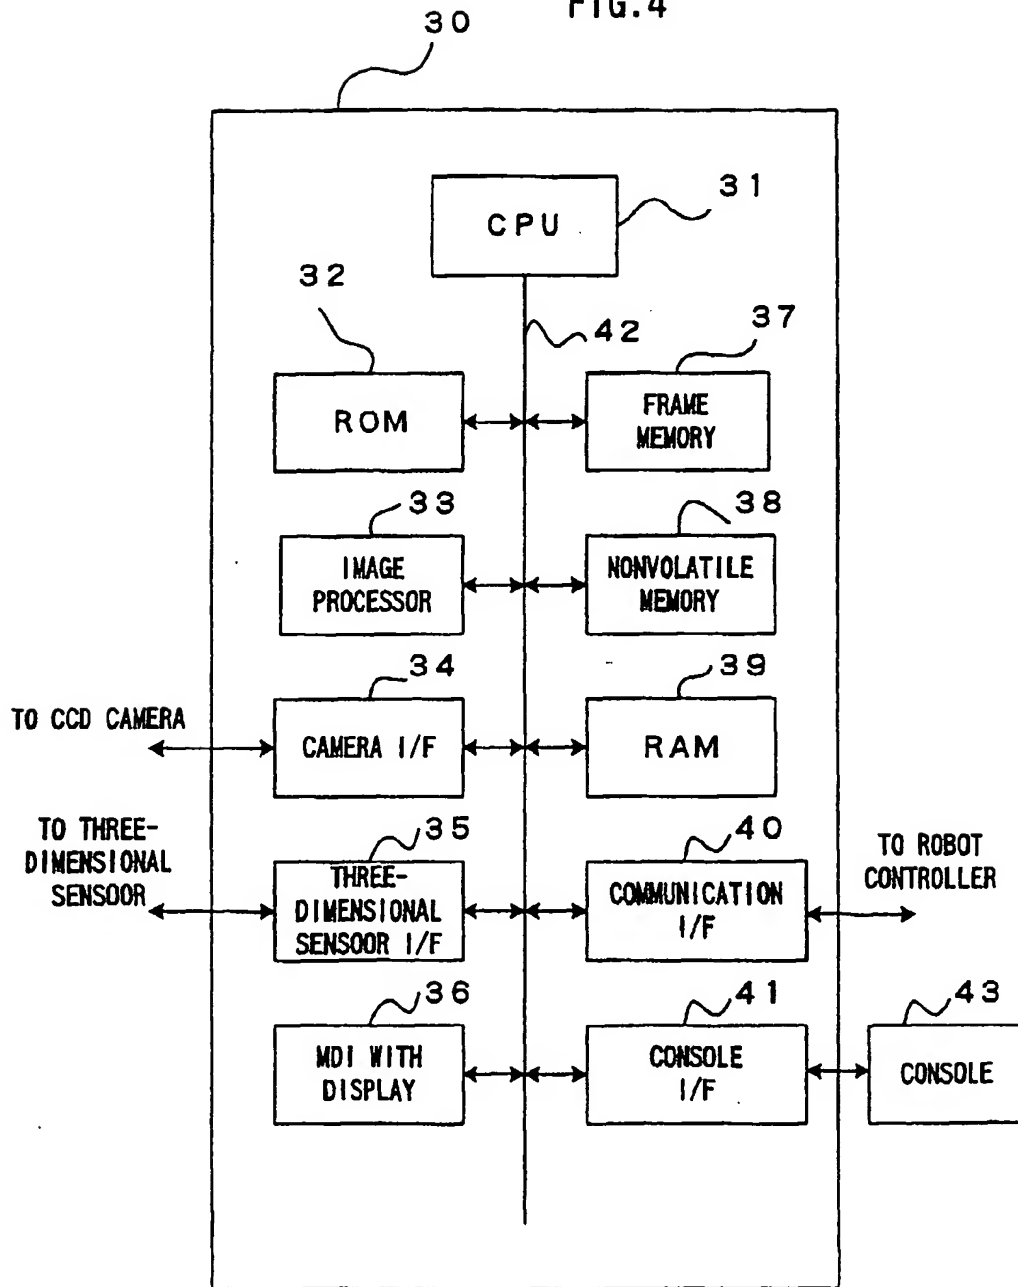 FIG.4
30
31
CPU
32
42
37
ROM
FRAME
MEMORY
33
38
IMAGE
PROCESSOR
NONVOLATILE
MEMORY
34
39
TO CCD CAMERA
CAMERA I/F
RAM
35
40
TO THREE-
DIMENSIONAL
SENSOOR
THREE-
DIMENSIONAL
SENSOOR I/F
COMMUNICATION
I/F
TO ROBOT
CONTROLLER
36
41
43
MDI WITH
DISPLAY
CONSOLE
I/F
CONSOLE